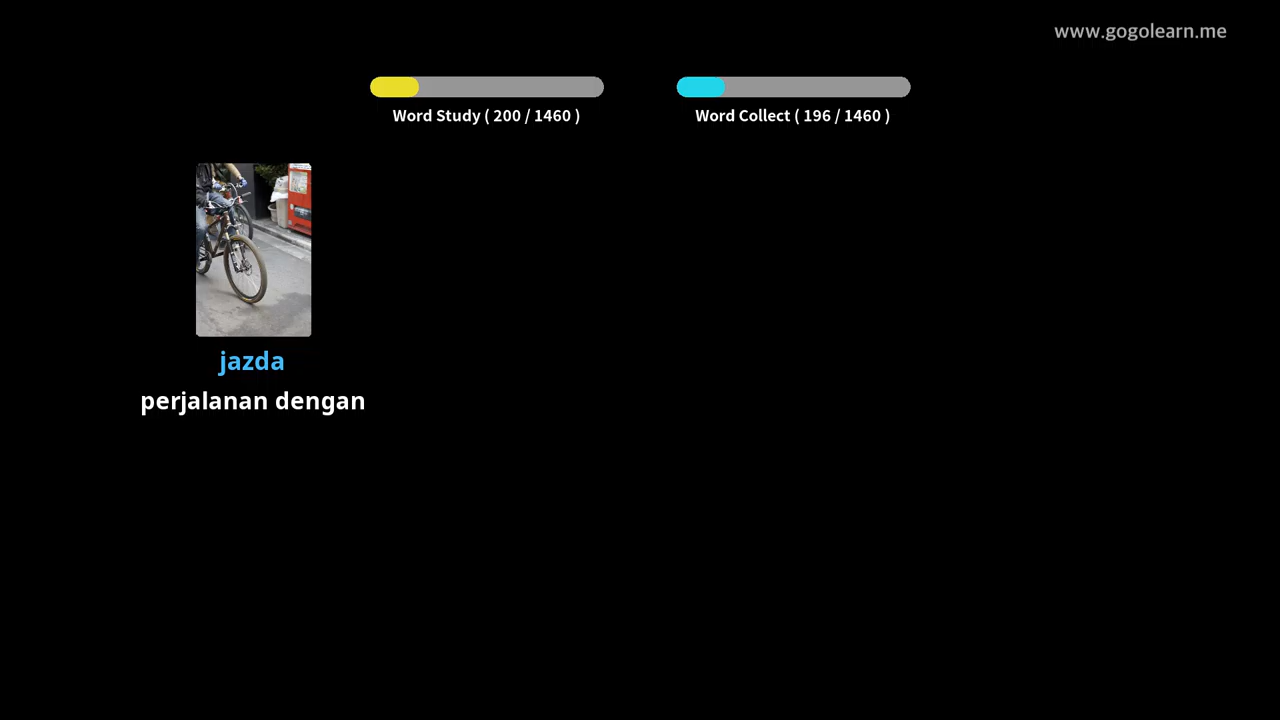 www.gogolearn.me
Word Study ( 200 / 1460 )
Word Collect ( 196 / 1460 )
jazda
perjalanan dengan